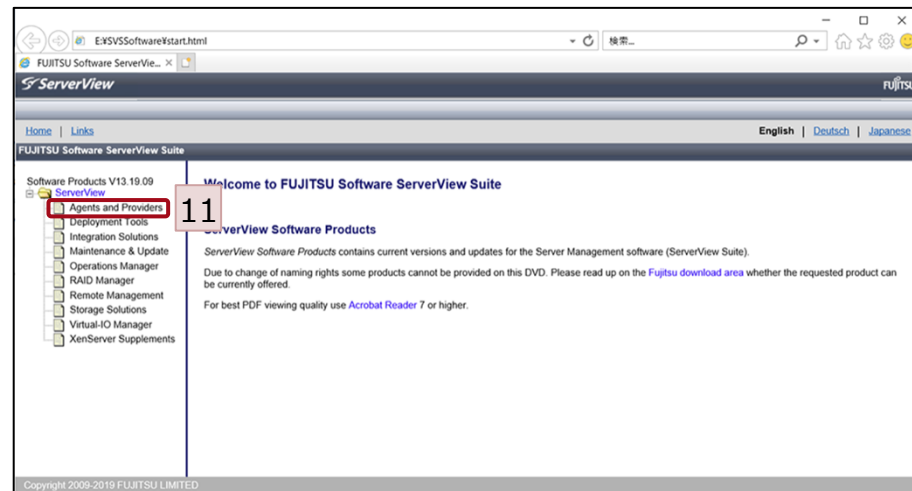 E:¥SVSSoftware¥start.html
検索...
FUJITSU Software ServerVie...
ServerView
FUJITSU
Home | Links
English | Deutsch | Japanese
FUJITSU Software ServerView Suite
Software Products V13.19.09
ServerView
Agents and Providers
Deployment Tools
Integration Solutions
Maintenance & Update
Operations Manager
RAID Manager
Remote Management
Storage Solutions
Virtual-IO Manager
XenServer Supplements
11
Welcome to FUJITSU Software ServerView Suite
ServerView Software Products
ServerView Software Products contains current versions and updates for the Server Management software (ServerView Suite).
Due to change of naming rights some products cannot be provided on this DVD. Please read up on the Fujitsu download area whether the requested product can
be currently offered.
For best PDF viewing quality use Acrobat Reader 7 or higher.
Copyright 2009-2019 FUJITSU LIMITED